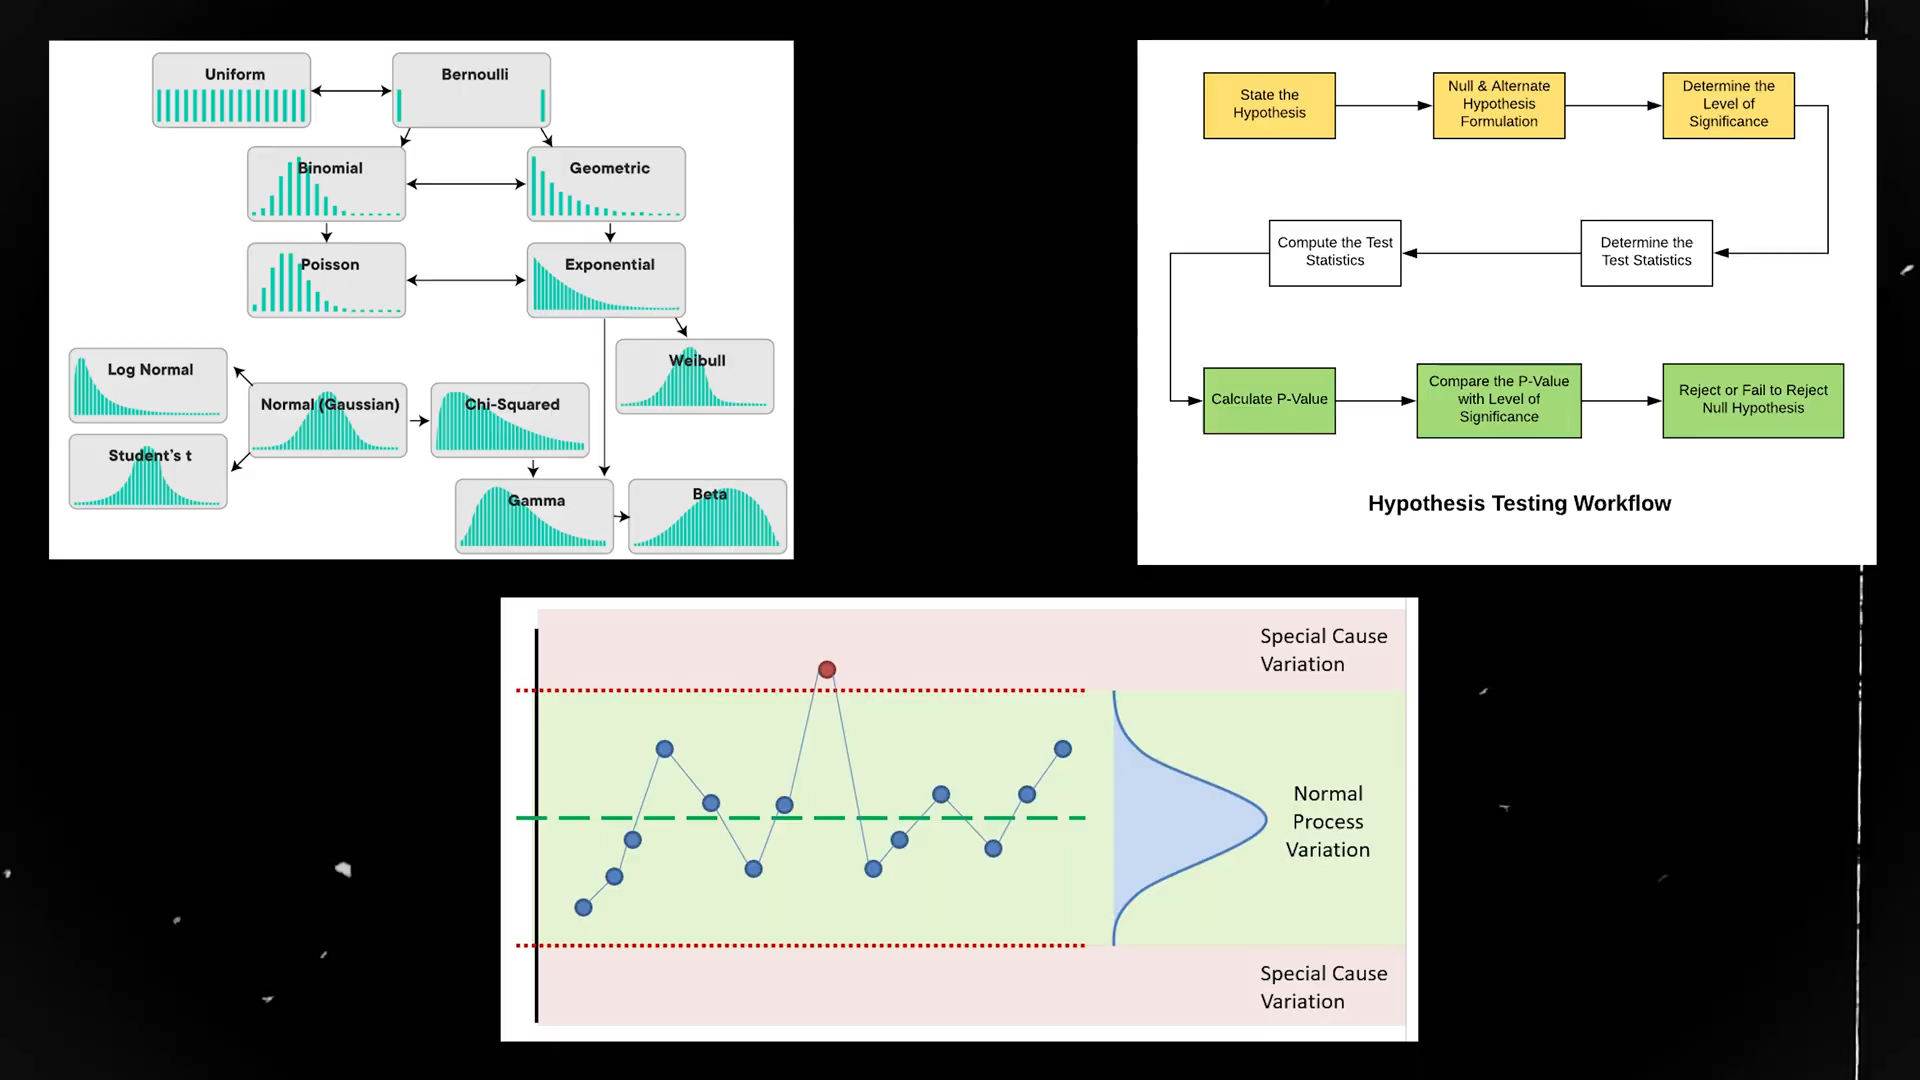 Uniform
Bernoulli
Binomial
Geometric
Poisson
Exponential
Weibull
Log Normal
Normal (Gaussian)
Chi-Squared
Student's t
Gamma
Beta
State the
Hypothesis
Null & Alternate
Hypothesis
Formulation
Determine the
Level of
Significance
Compute the Test
Statistics
Determine the
Test Statistics
Calculate P-Value
Compare the P-Value
with Level of
Significance
Reject or Fail to Reject
Null Hypothesis
Hypothesis Testing Workflow
Special Cause
Variation
Normal
Process
Variation
Special Cause
Variation